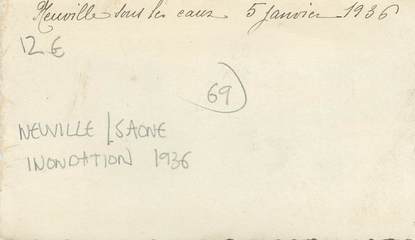 Neuville sous les eaux 5 janvier 1936
12 €
69
NEUVILLE / SAONE
INONDATION 1936